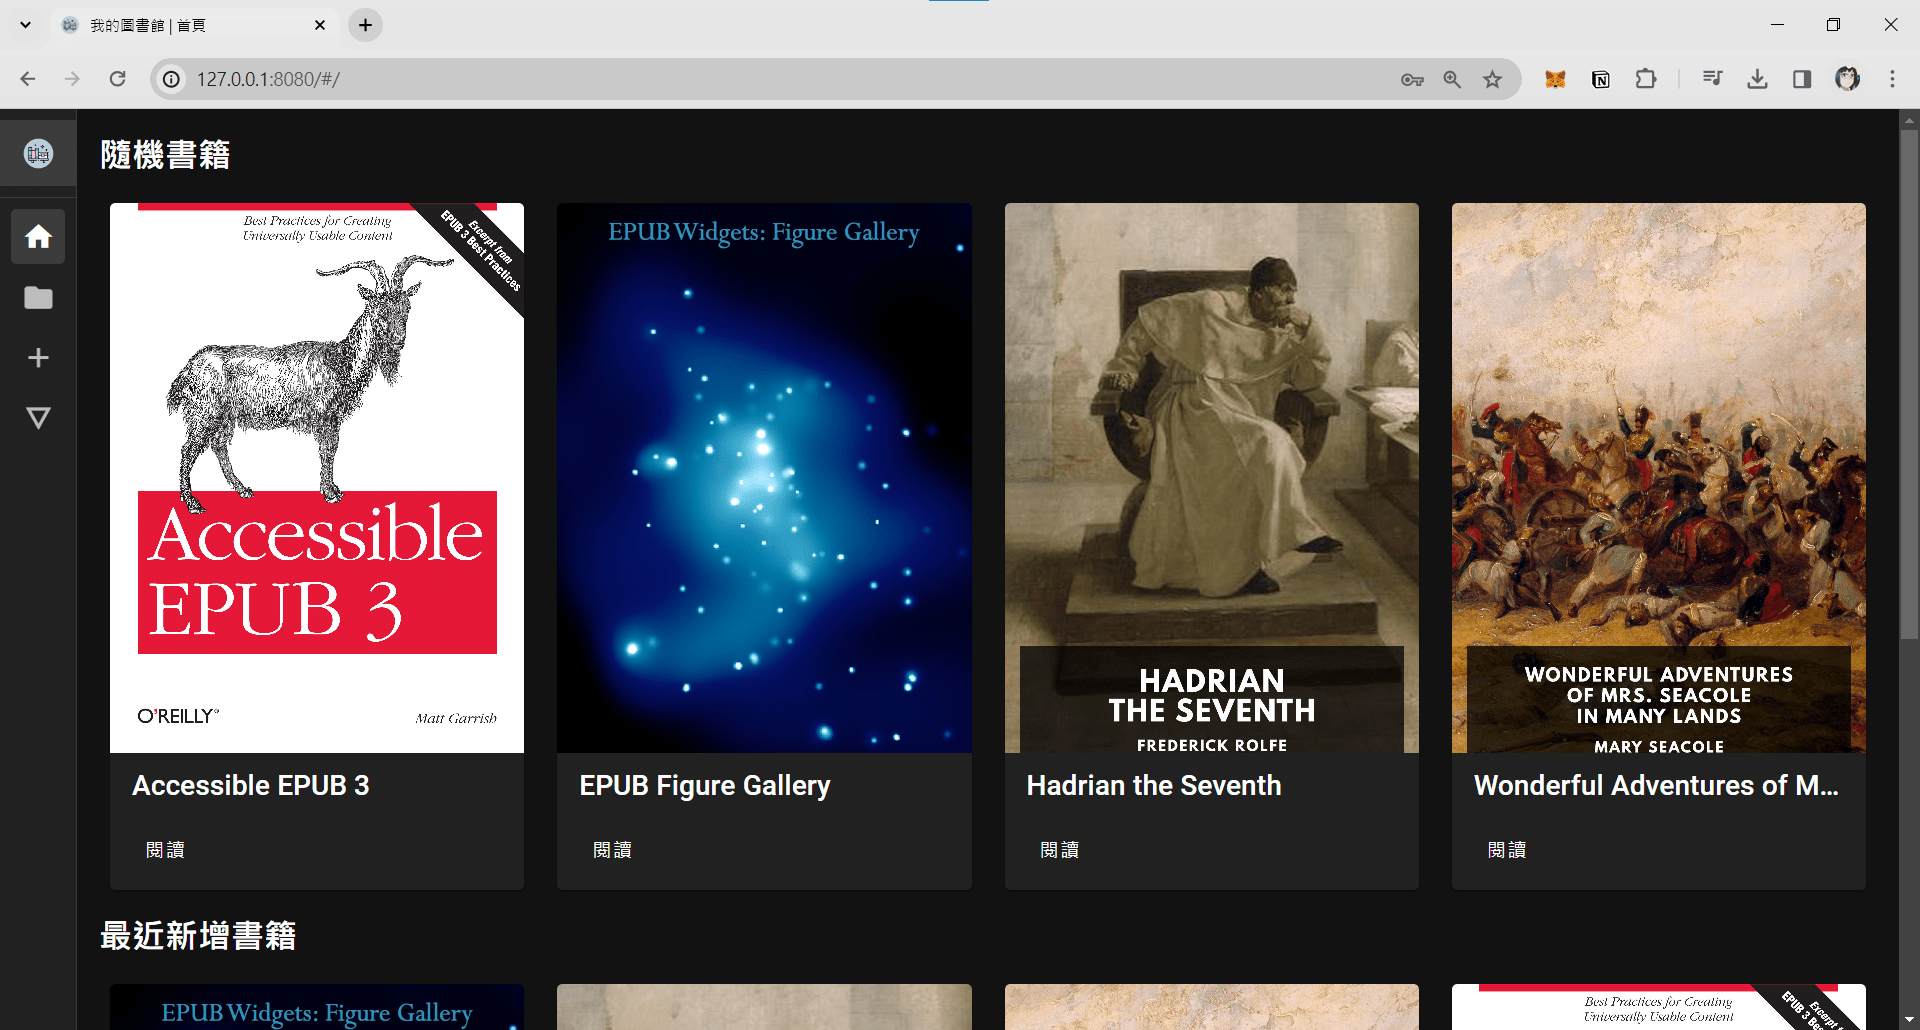 我的圖書館 | 首頁
127.0.0.1:8080/#/
隨機書籍
Best Practices for Creating
Universally Usable Content
Excerpt from
EPUB 3 Best Practices
Accessible
EPUB 3
O'REILLY®
Matt Garrish
Accessible EPUB 3
閱讀
EPUB Widgets: Figure Gallery
EPUB Figure Gallery
閱讀
HADRIAN
THE SEVENTH
FREDERICK ROLFE
Hadrian the Seventh
閱讀
WONDERFUL ADVENTURES
OF MRS. SEACOLE
IN MANY LANDS
MARY SEACOLE
Wonderful Adventures of M...
閱讀
最近新增書籍
EPUB Widgets: Figure Gallery
Best Practices for Creating
Universally Usable Content
Excerpt
EPUB 3 Bes